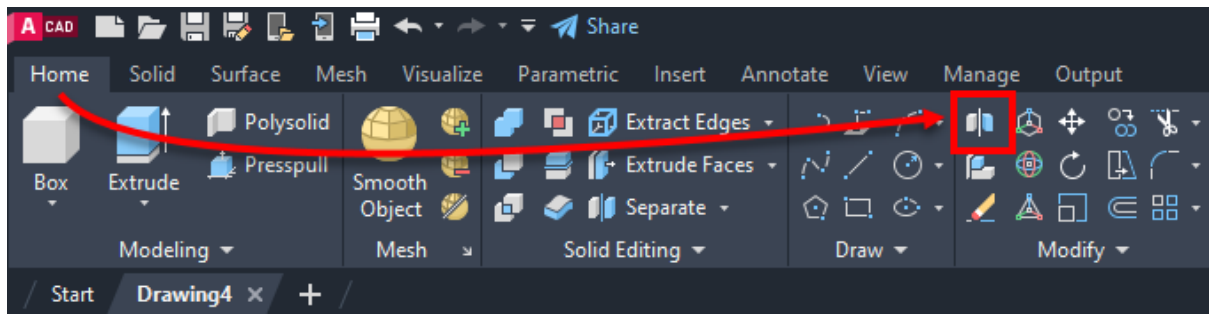 A CAD Share
Home Solid Surface Mesh Visualize Parametric Insert Annotate View Manage Output
Polysolid Extract Edges
Presspull Extrude Faces
Box Extrude Smooth Object Separate
Modeling Mesh Solid Editing Draw Modify
Start Drawing4